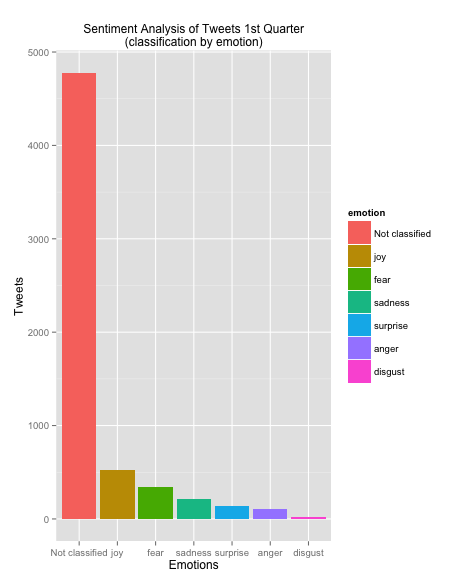 Sentiment Analysis of Tweets 1st Quarter
(classification by emotion)
5000
4000
3000
2000
1000
0
Tweets
Not classified joy fear sadness surprise anger disgust
Emotions
emotion
Not classified
joy
fear
sadness
surprise
anger
disgust